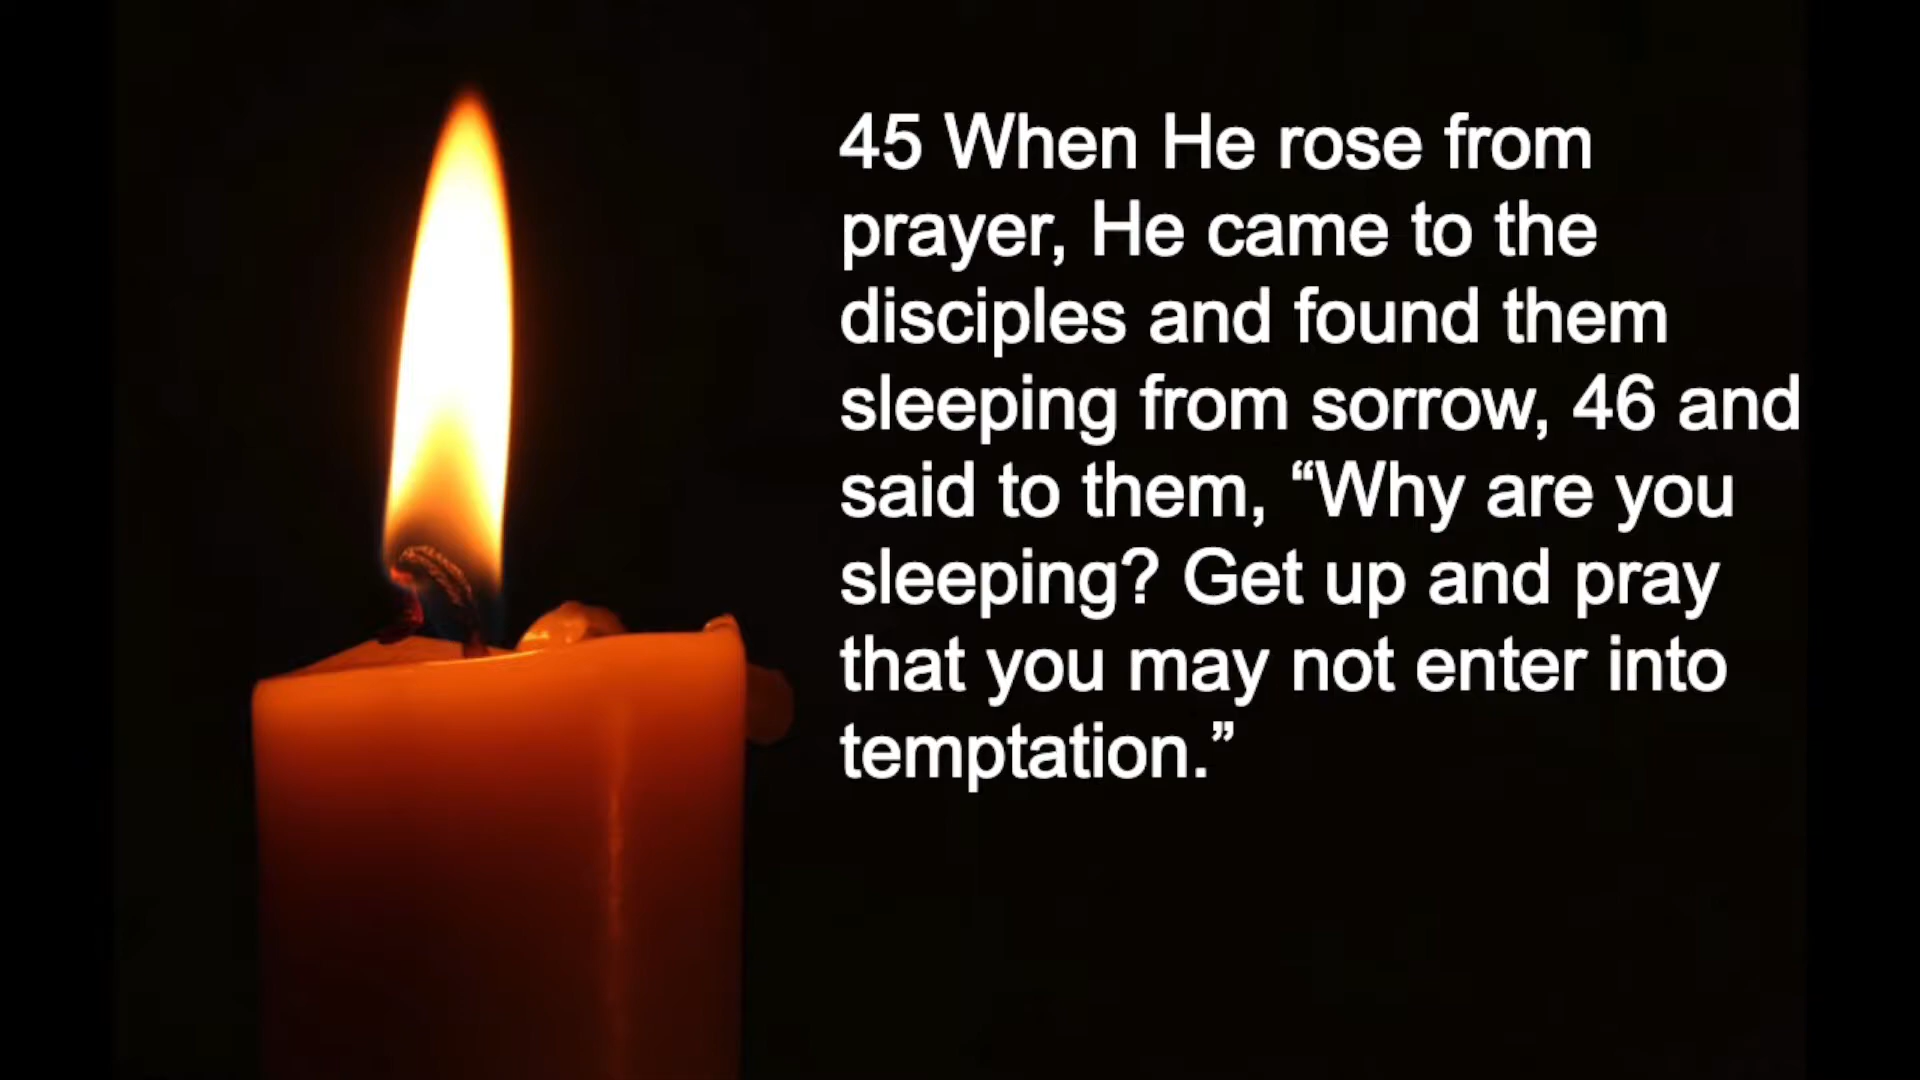 45 When He rose from
prayer, He came to the
disciples and found them
sleeping from sorrow, 46 and
said to them, “Why are you
sleeping? Get up and pray
that you may not enter into
temptation.”